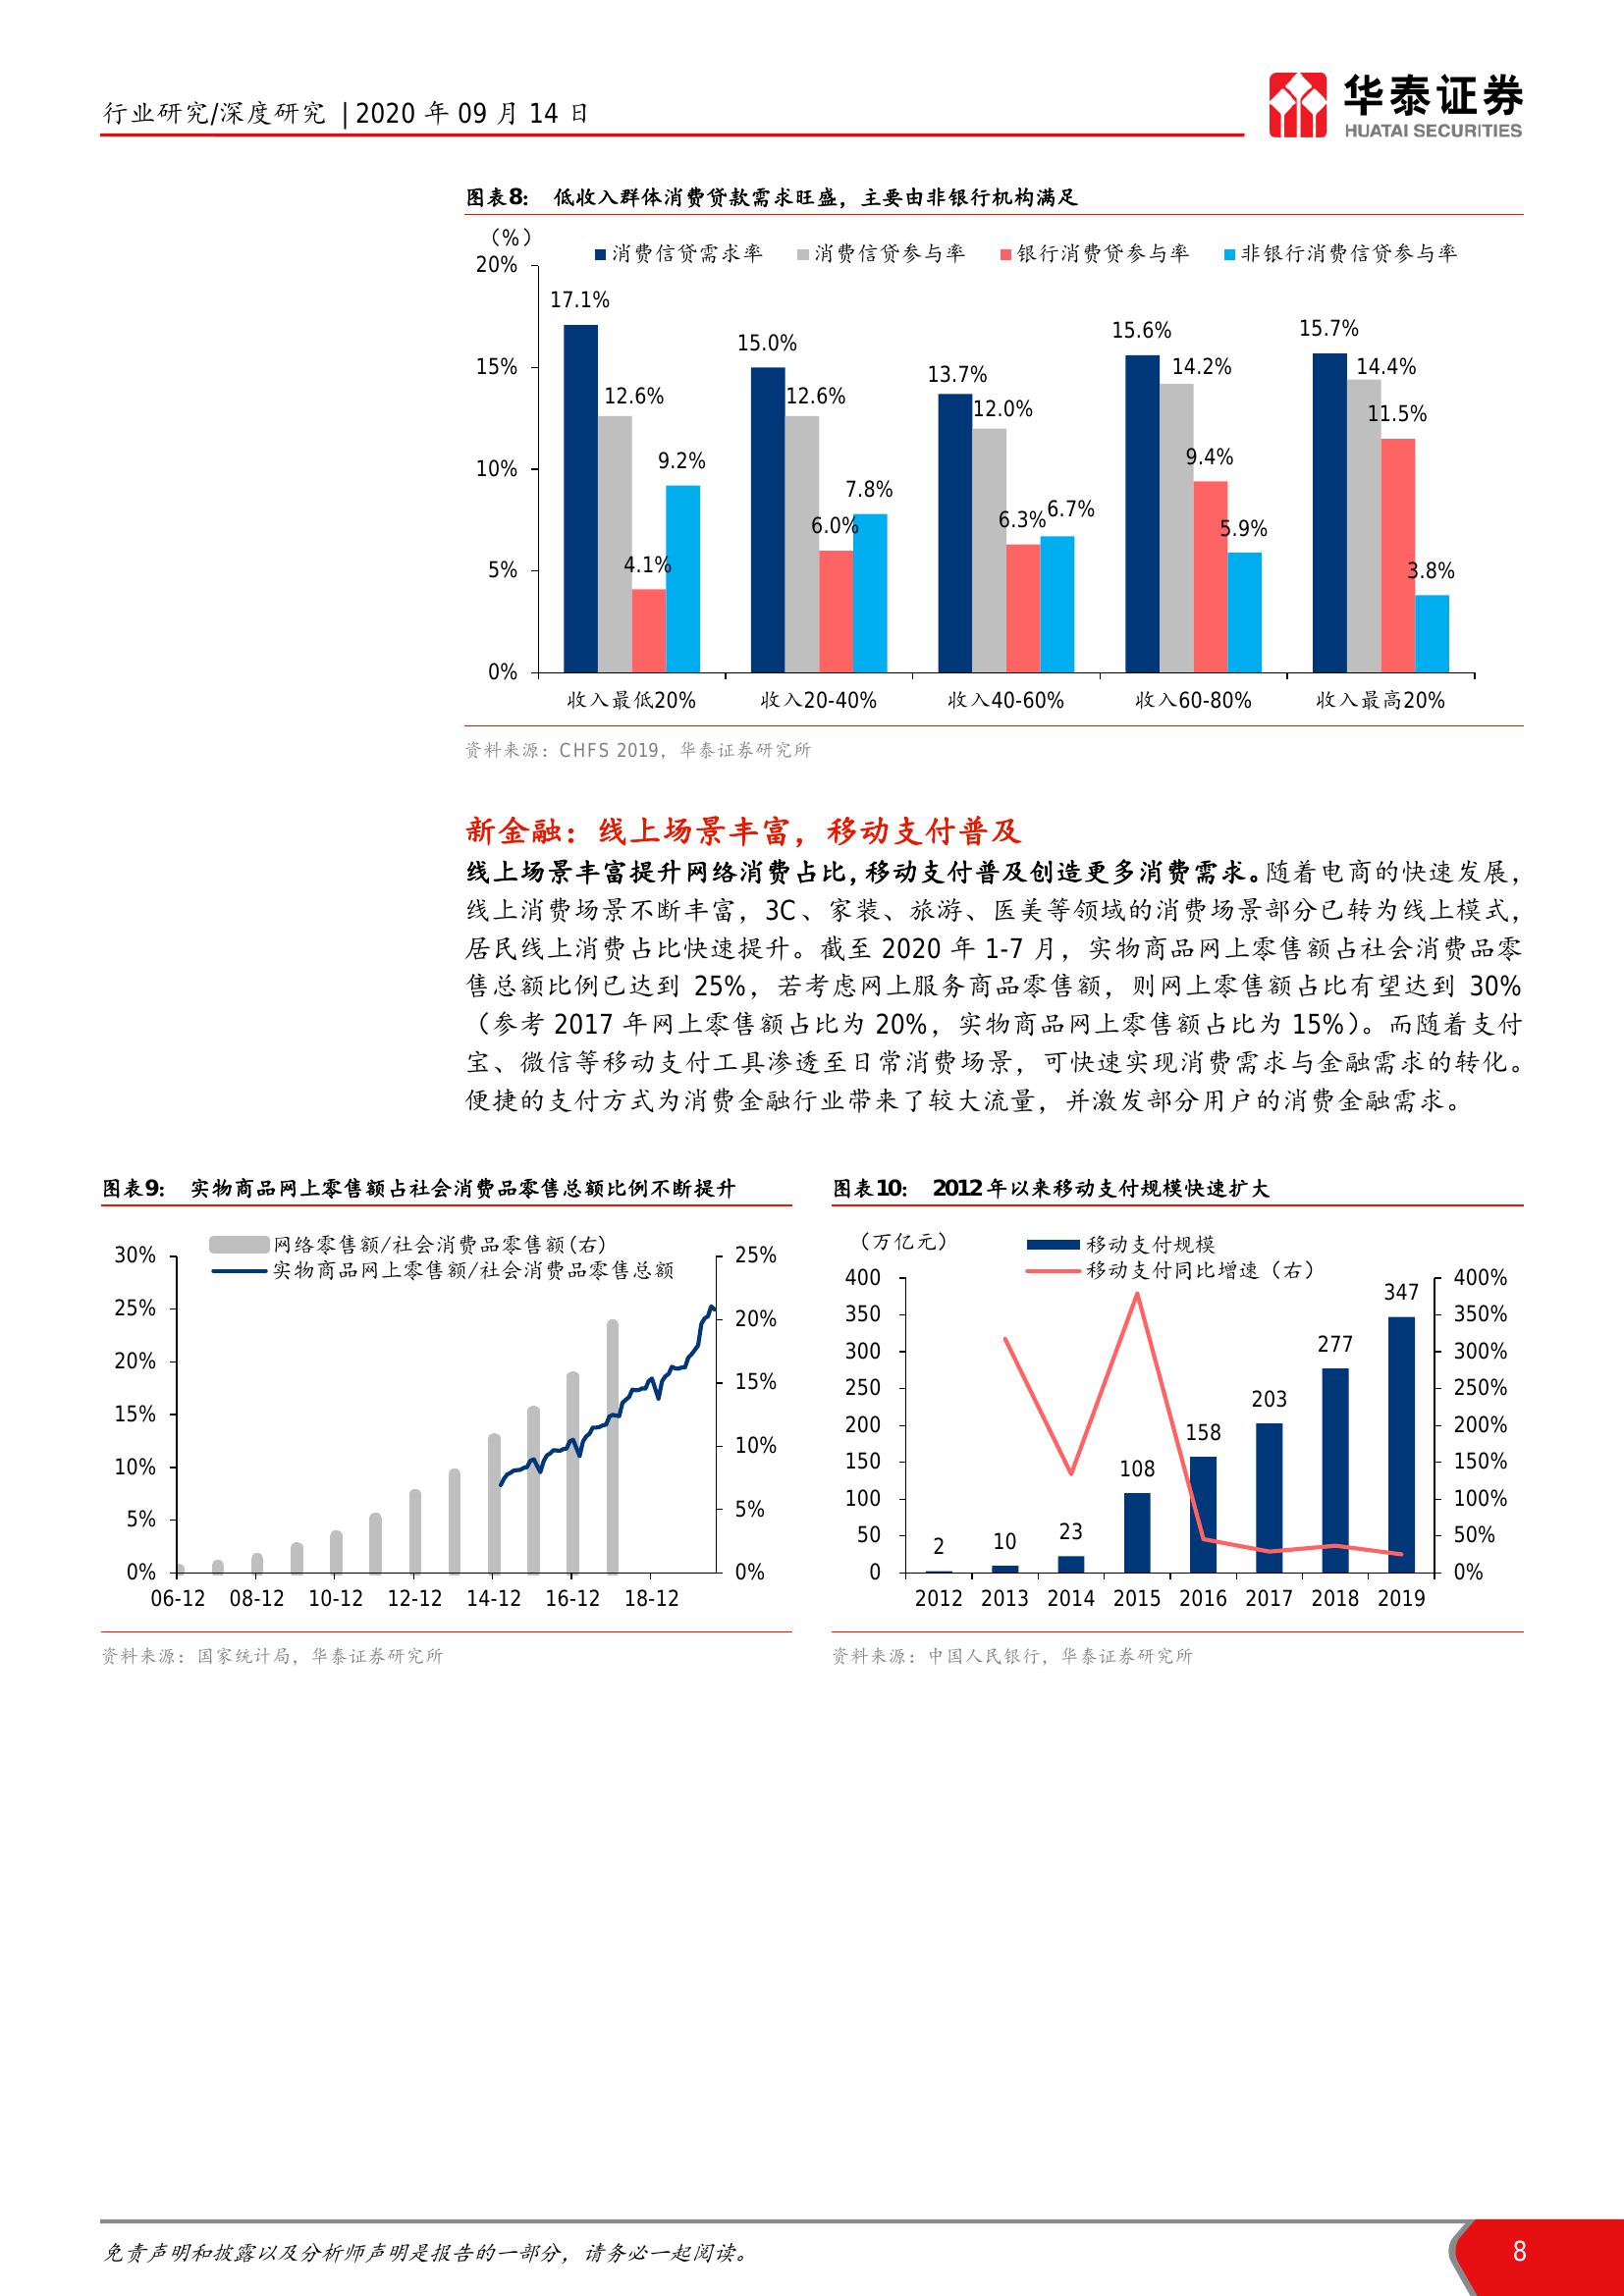 行业研究/深度研究 | 2020 年 09 月 14 日
华泰证券
HUATAI SECURITIES
图表8： 低收入群体消费贷款需求旺盛，主要由非银行机构满足
（%）
消费信贷需求率 消费信贷参与率 银行消费贷参与率 非银行消费信贷参与率
20%
15%
10%
5%
0%
17.1% 12.6% 4.1% 9.2%
15.0% 12.6% 6.0% 7.8%
13.7% 12.0% 6.3% 6.7%
15.6% 14.2% 9.4% 5.9%
15.7% 14.4% 11.5% 3.8%
收入最低20% 收入20-40% 收入40-60% 收入60-80% 收入最高20%
资料来源：CHFS 2019，华泰证券研究所
新金融：线上场景丰富，移动支付普及
线上场景丰富提升网络消费占比，移动支付普及创造更多消费需求。随着电商的快速发展，
线上消费场景不断丰富，3C、家装、旅游、医美等领域的消费场景部分已转为线上模式，
居民线上消费占比快速提升。截至 2020 年 1-7 月，实物商品网上零售额占社会消费品零
售总额比例已达到 25%，若考虑网上服务商品零售额，则网上零售额占比有望达到 30%
（参考 2017 年网上零售额占比为 20%，实物商品网上零售额占比为 15%）。而随着支付
宝、微信等移动支付工具渗透至日常消费场景，可快速实现消费需求与金融需求的转化。
便捷的支付方式为消费金融行业带来了较大流量，并激发部分用户的消费金融需求。
图表9： 实物商品网上零售额占社会消费品零售总额比例不断提升
网络零售额/社会消费品零售额(右)
实物商品网上零售额/社会消费品零售总额
30%
25%
20%
15%
10%
5%
0%
25%
20%
15%
10%
5%
0%
06-12 08-12 10-12 12-12 14-12 16-12 18-12
资料来源：国家统计局，华泰证券研究所
图表10： 2012 年以来移动支付规模快速扩大
（万亿元）
移动支付规模
移动支付同比增速（右）
400
350
300
250
200
150
100
50
0
2 10 23 108 158 203 277 347
400%
350%
300%
250%
200%
150%
100%
50%
0%
2012 2013 2014 2015 2016 2017 2018 2019
资料来源：中国人民银行，华泰证券研究所
免责声明和披露以及分析师声明是报告的一部分，请务必一起阅读。
8